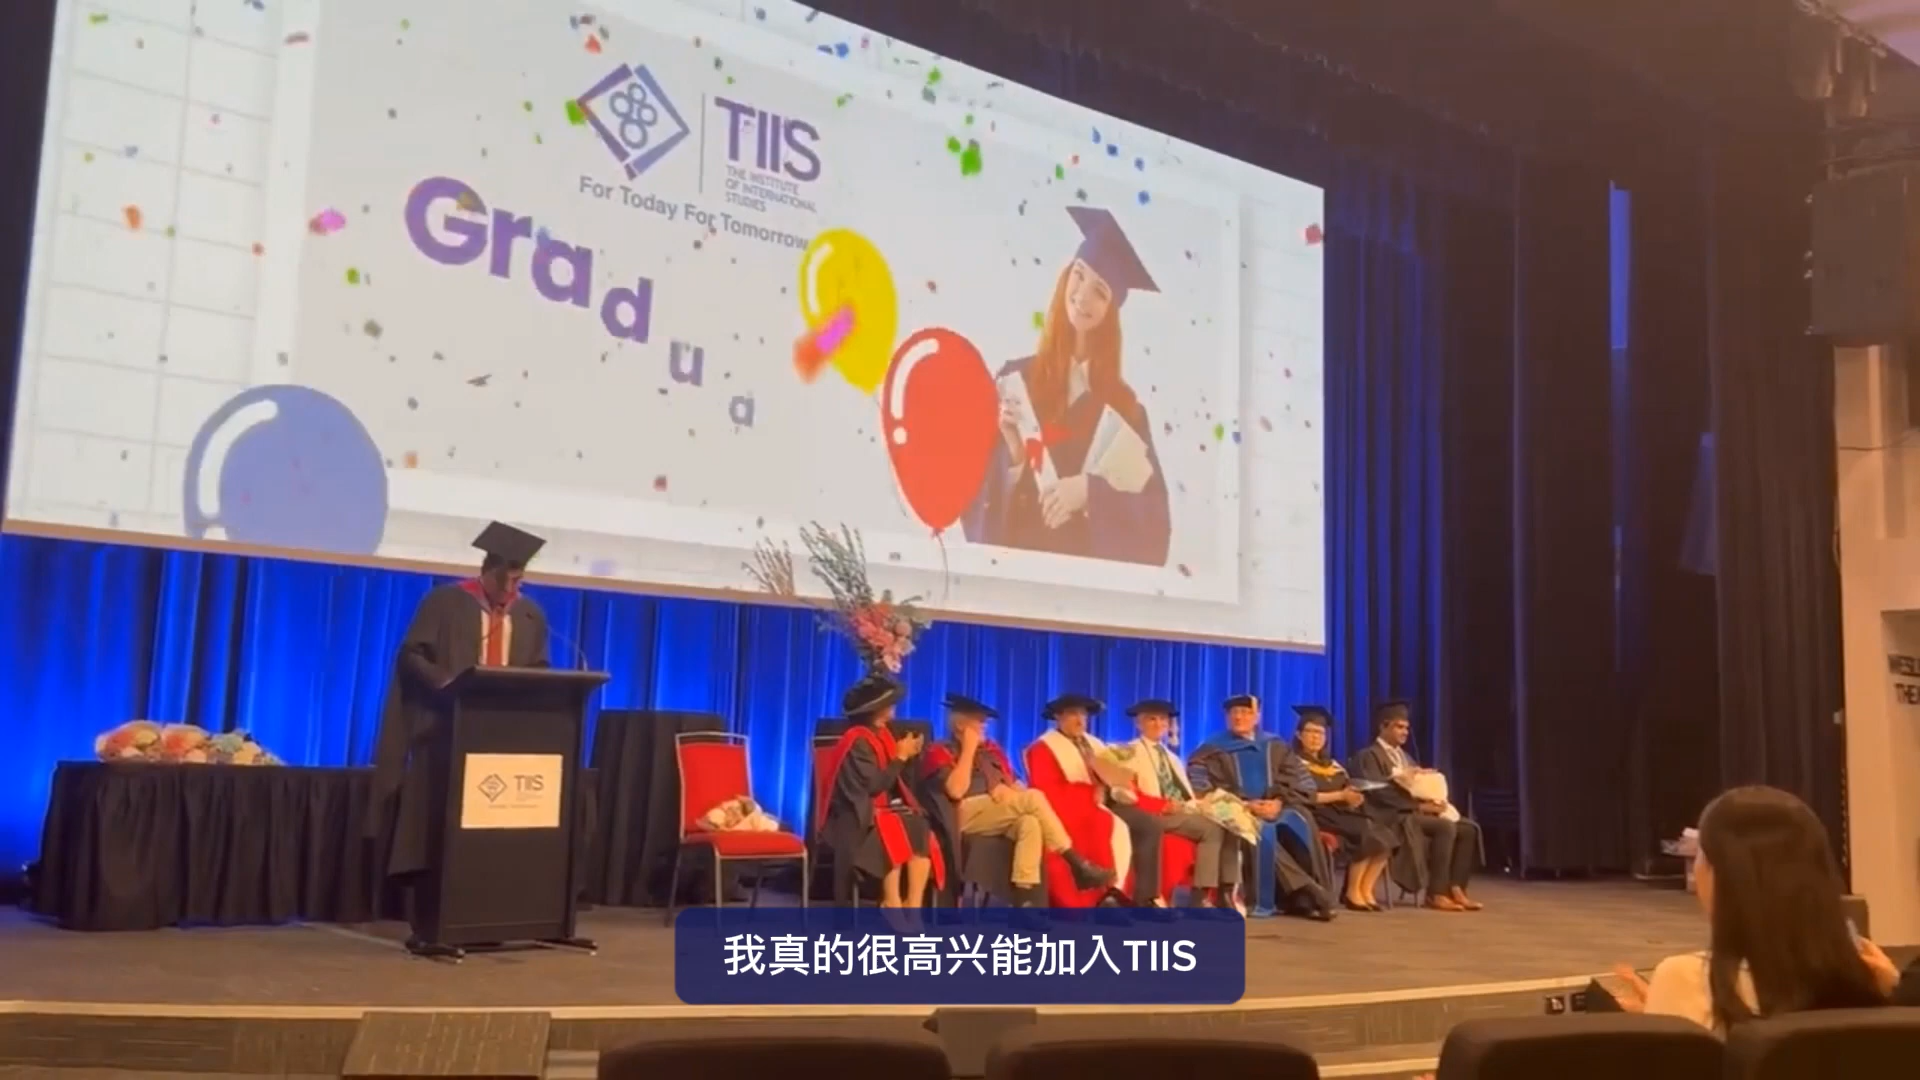 TIIS
THE INSTITUTE
OF INTERNATIONAL
STUDIES
For Today For Tomorrow
Gradua
TIIS
我真的很高兴能加入TIIS